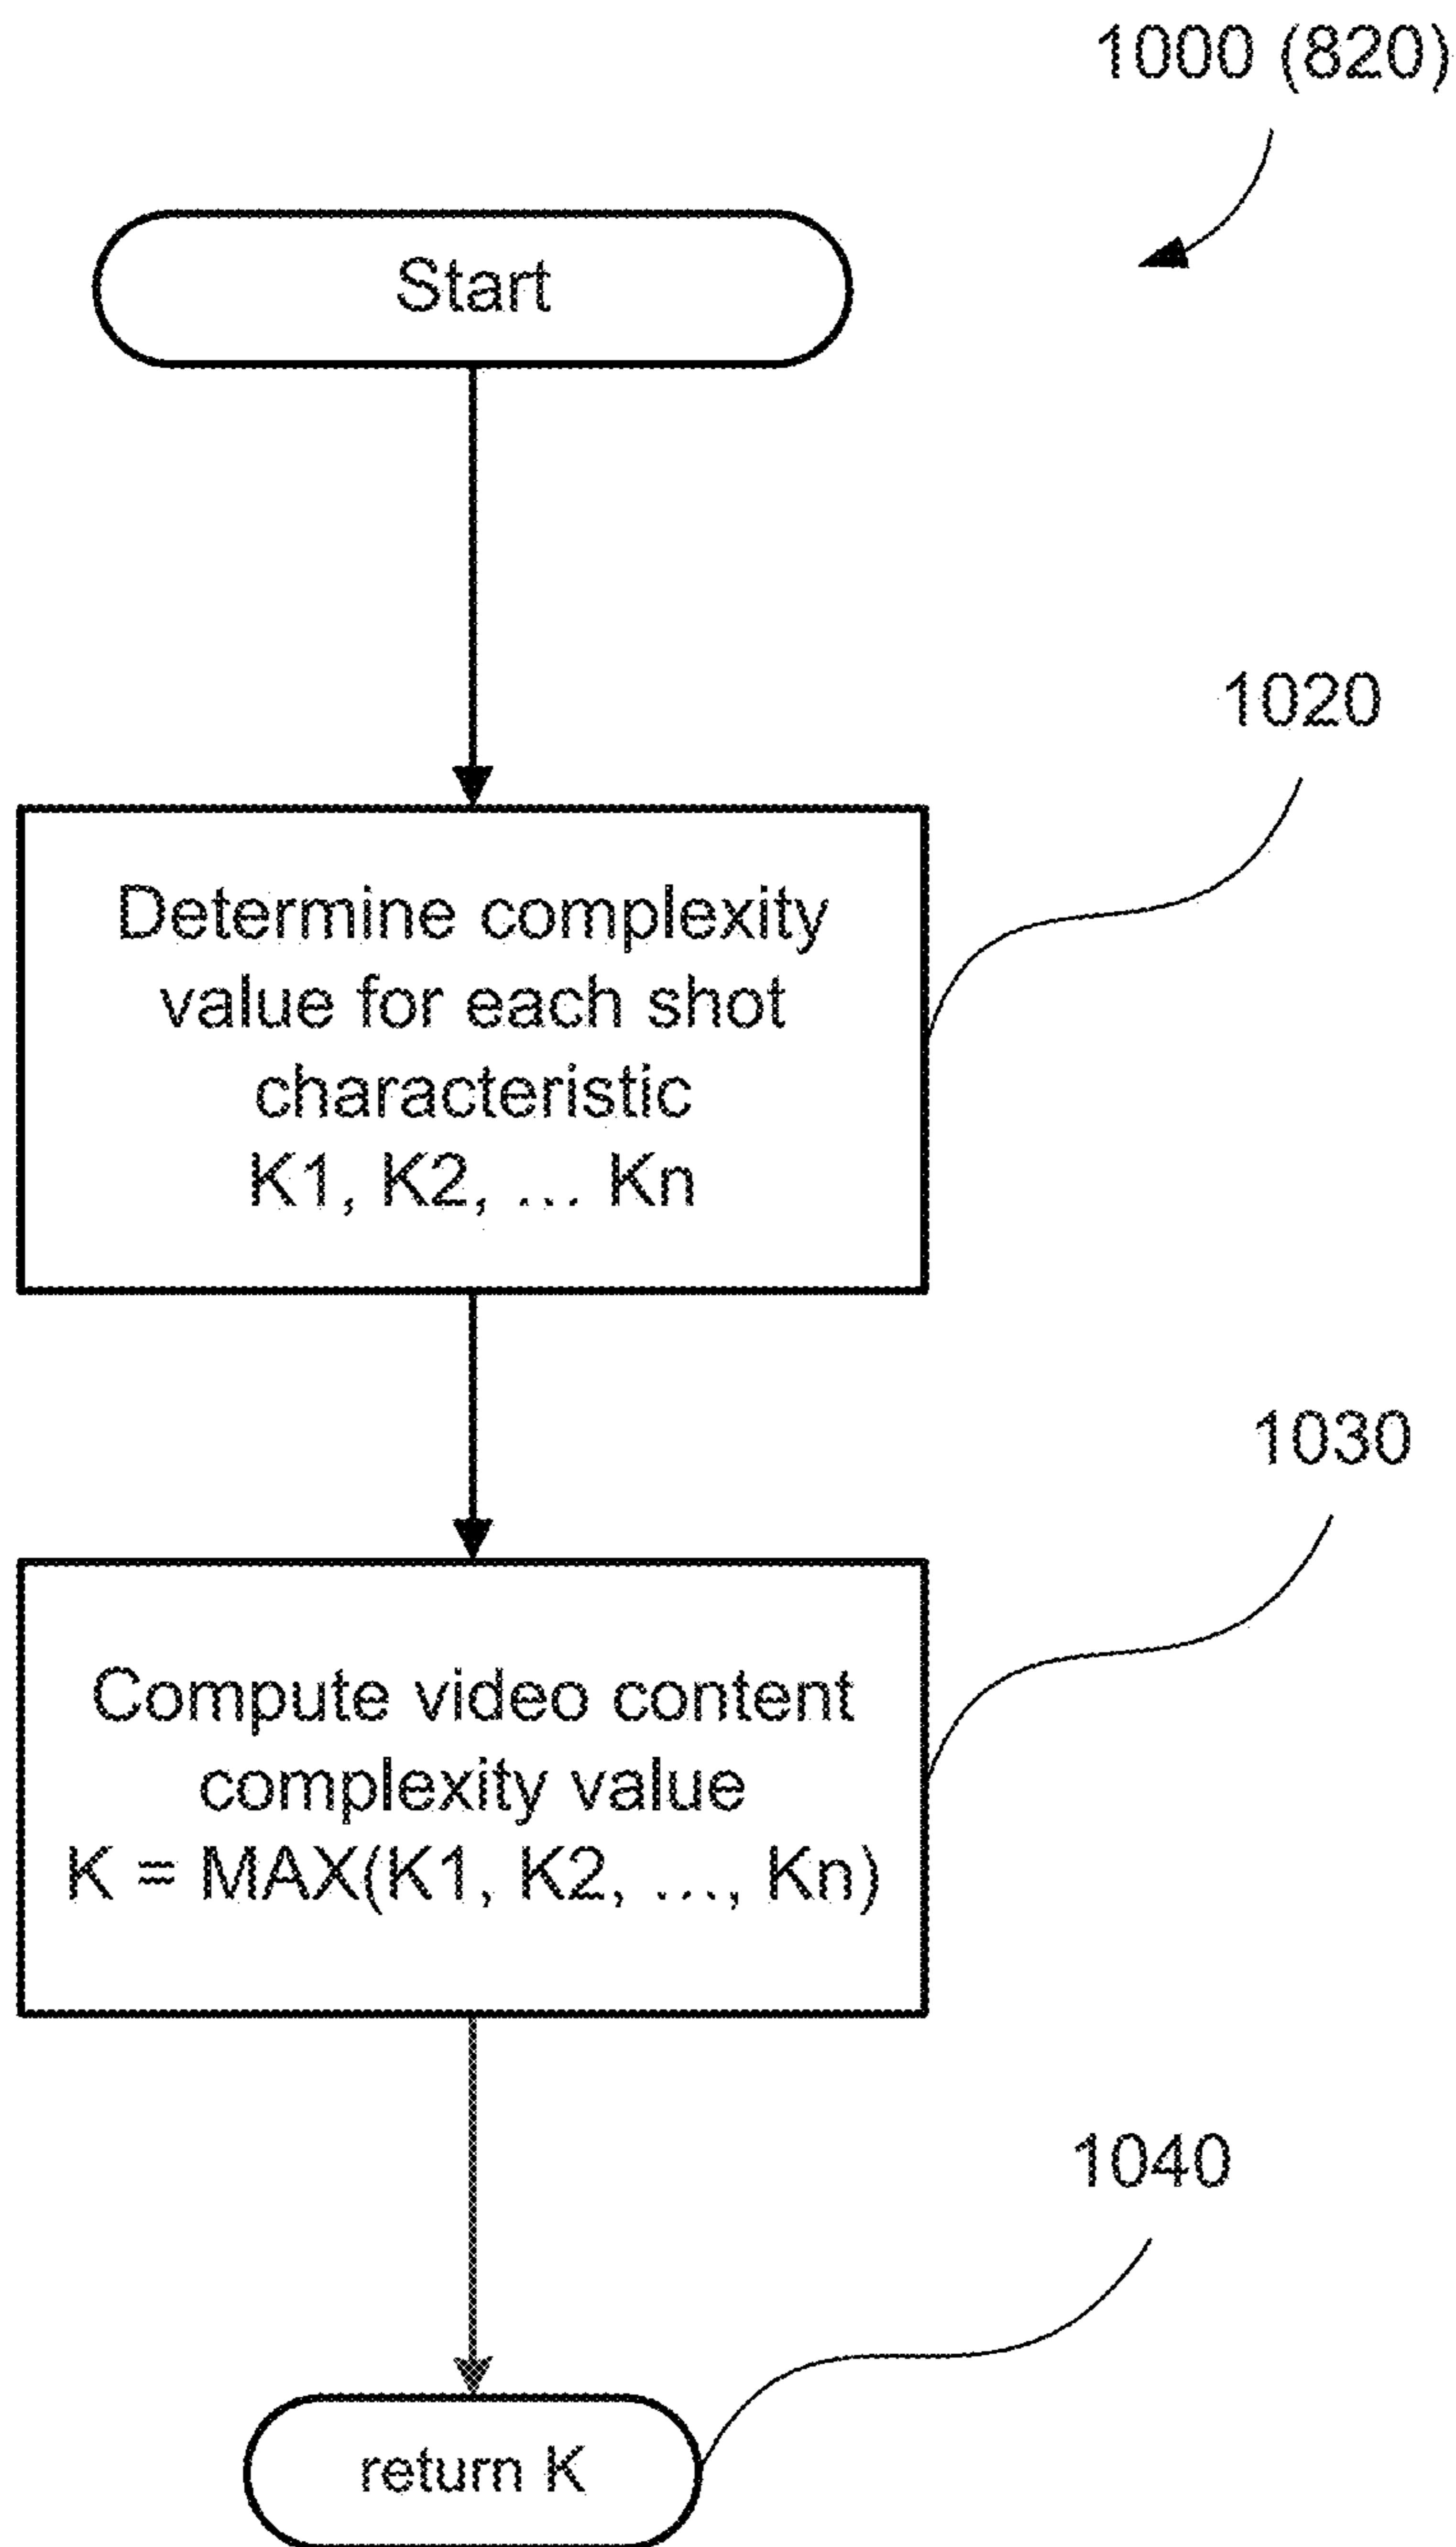 1000 (820)
Start
1020
Determine complexity
value for each shot
characteristic
K1, K2, ... Kn
1030
Compute video content
complexity value
K = MAX(K1, K2, ..., Kn)
1040
return K